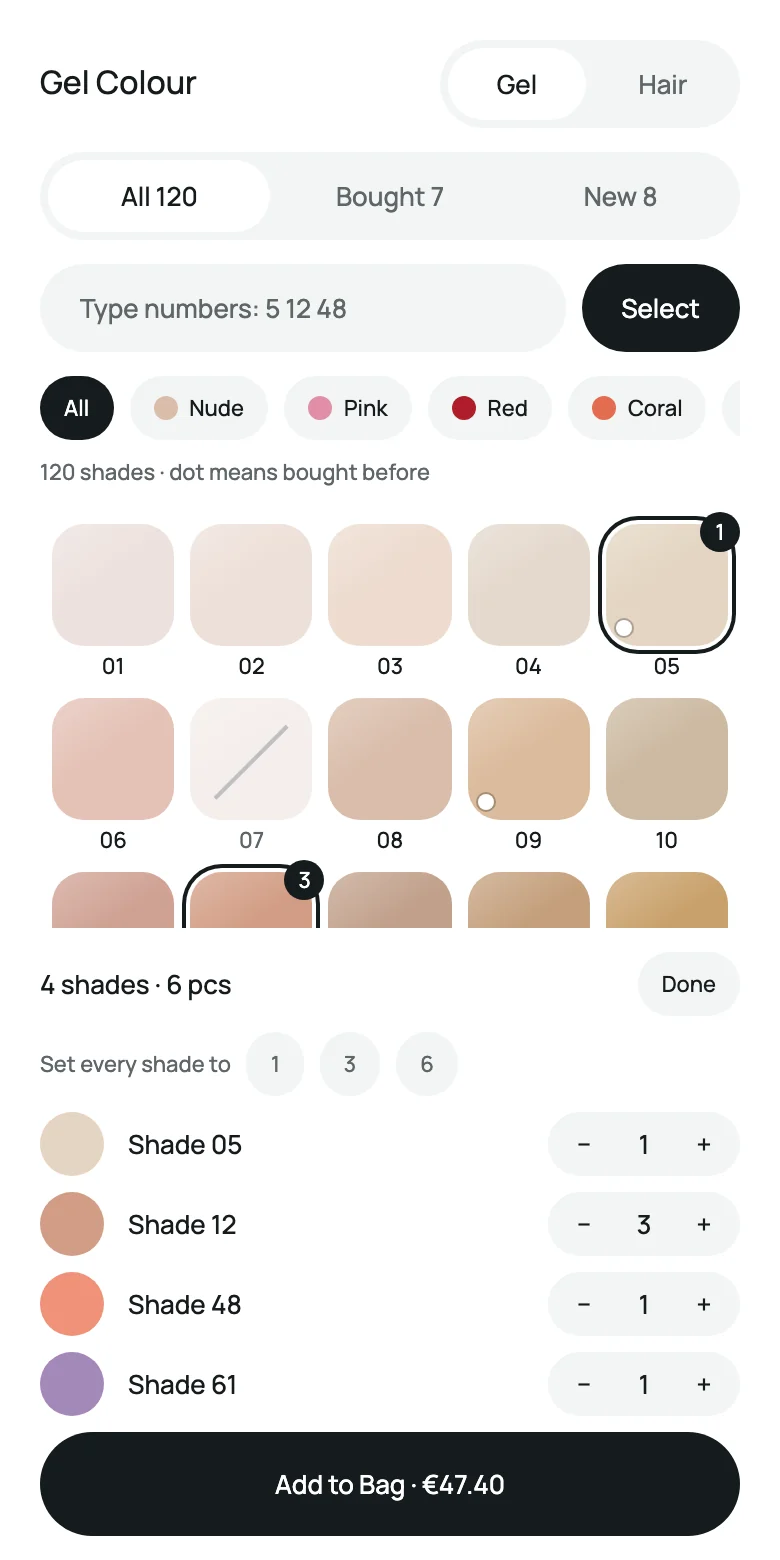 Gel Colour
Gel
Hair
All 120
Bought 7
New 8
Type numbers: 5 12 48
Select
All
Nude
Pink
Red
Coral
120 shades · dot means bought before
1
01
02
03
04
05
06
07
08
09
10
3
4 shades · 6 pcs
Done
Set every shade to
1
3
6
Shade 05
− 1 +
Shade 12
− 3 +
Shade 48
− 1 +
Shade 61
− 1 +
Add to Bag · €47.40